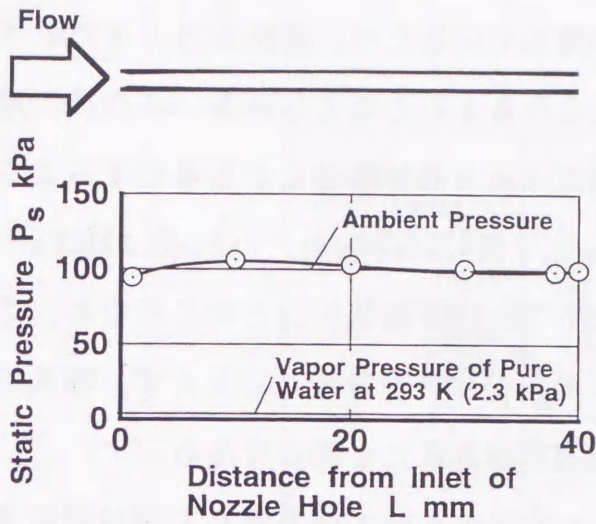 Flow
Static Pressure Ps kPa
150
100
50
0
Ambient Pressure
Vapor Pressure of Pure
Water at 293 K (2.3 kPa)
0
20
40
Distance from Inlet of
Nozzle Hole L mm